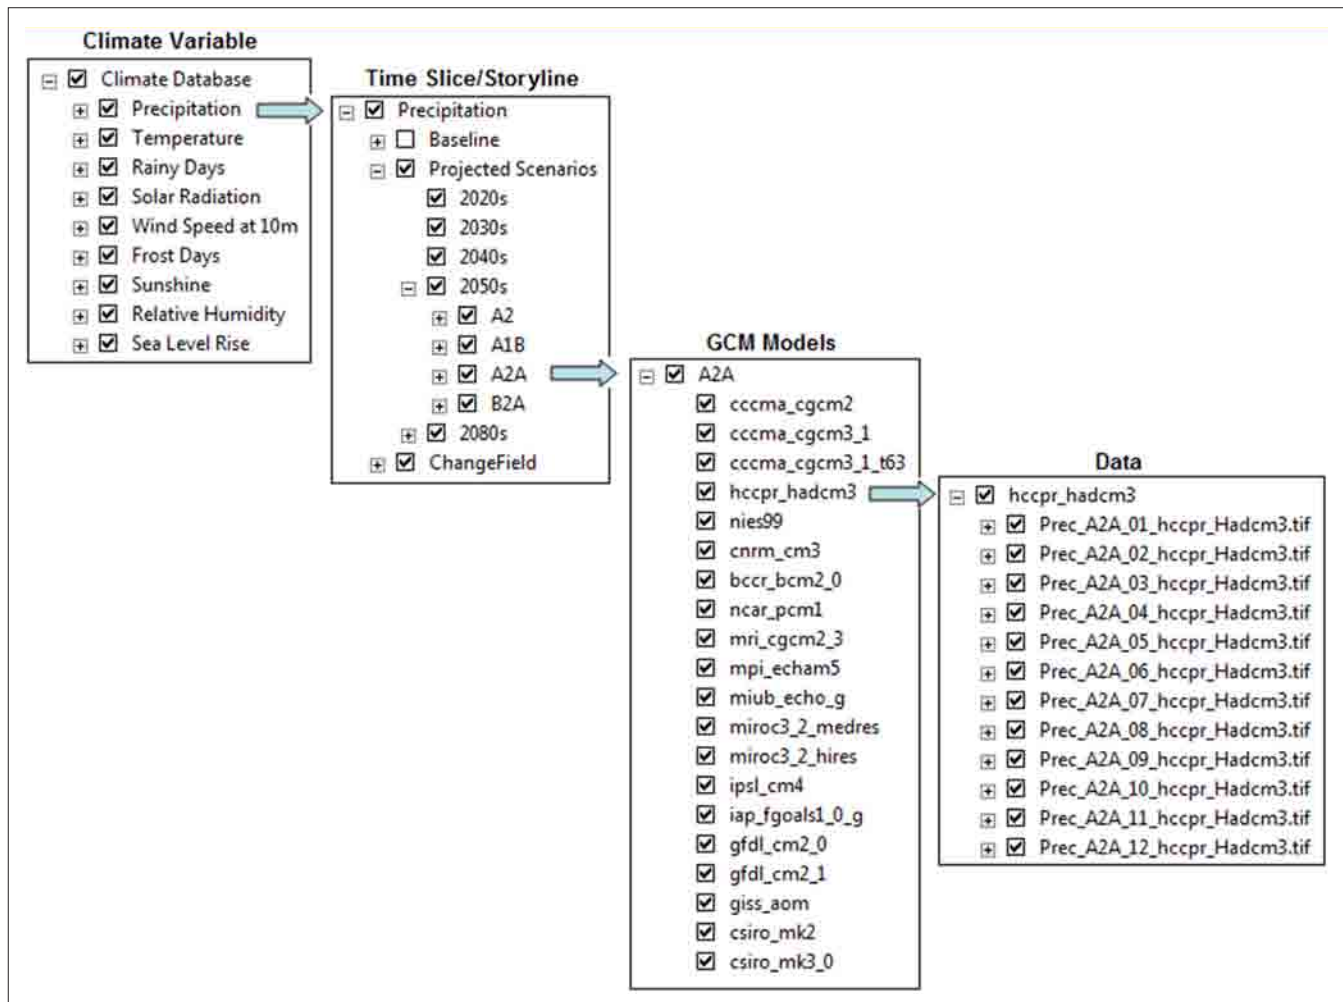 Climate Variable
Climate Database
Precipitation
Temperature
Rainy Days
Solar Radiation
Wind Speed at 10m
Frost Days
Sunshine
Relative Humidity
Sea Level Rise
Time Slice/Storyline
Precipitation
Baseline
Projected Scenarios
2020s
2030s
2040s
2050s
A2
A1B
A2A
B2A
2080s
ChangeField
GCM Models
A2A
cccma_cgcm2
cccma_cgcm3_1
cccma_cgcm3_1_t63
hccpr_hadcm3
nies99
cnrm_cm3
bccr_bcm2_0
ncar_pcm1
mri_cgcm2_3
mpi_echam5
miub_echo_g
miroc3_2_medres
miroc3_2_hires
ipsl_cm4
iap_fgoals1_0_g
gfdl_cm2_0
gfdl_cm2_1
giss_aom
csiro_mk2
csiro_mk3_0
Data
hccpr_hadcm3
Prec_A2A_01_hccpr_Hadcm3.tif
Prec_A2A_02_hccpr_Hadcm3.tif
Prec_A2A_03_hccpr_Hadcm3.tif
Prec_A2A_04_hccpr_Hadcm3.tif
Prec_A2A_05_hccpr_Hadcm3.tif
Prec_A2A_06_hccpr_Hadcm3.tif
Prec_A2A_07_hccpr_Hadcm3.tif
Prec_A2A_08_hccpr_Hadcm3.tif
Prec_A2A_09_hccpr_Hadcm3.tif
Prec_A2A_10_hccpr_Hadcm3.tif
Prec_A2A_11_hccpr_Hadcm3.tif
Prec_A2A_12_hccpr_Hadcm3.tif